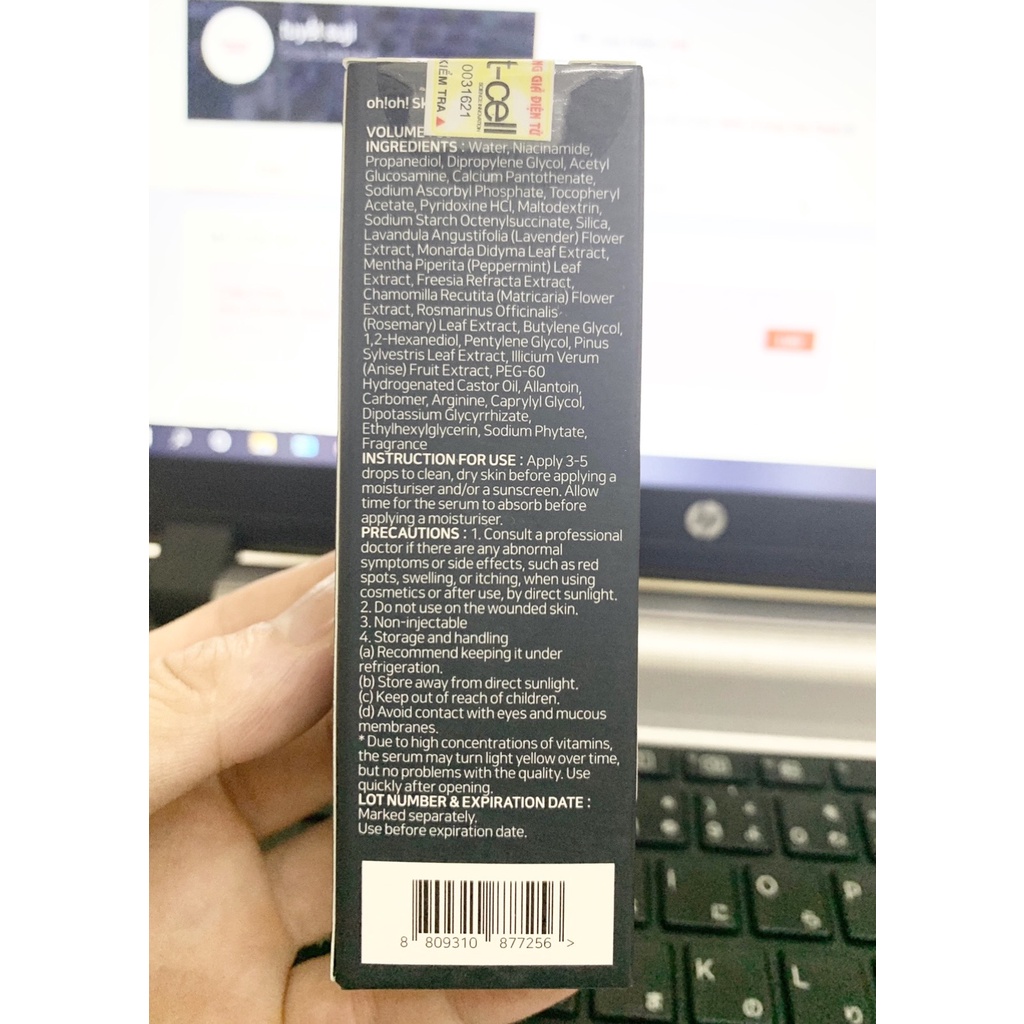 oh!oh! Sk
t-cell
SCIENCE INNOVATION
0031621
KIỂM TRA
NG GIẢ ĐIỆN TỬ
VOLUME
INGREDIENTS : Water, Niacinamide,
Propanediol, Dipropylene Glycol, Acetyl
Glucosamine, Calcium Pantothenate,
Sodium Ascorbyl Phosphate, Tocopheryl
Acetate, Pyridoxine HCl, Maltodextrin,
Sodium Starch Octenylsuccinate, Silica,
Lavandula Angustifolia (Lavender) Flower
Extract, Monarda Didyma Leaf Extract,
Mentha Piperita (Peppermint) Leaf
Extract, Freesia Refracta Extract,
Chamomilla Recutita (Matricaria) Flower
Extract, Rosmarinus Officinalis
(Rosemary) Leaf Extract, Butylene Glycol,
1,2-Hexanediol, Pentylene Glycol, Pinus
Sylvestris Leaf Extract, Illicium Verum
(Anise) Fruit Extract, PEG-60
Hydrogenated Castor Oil, Allantoin,
Carbomer, Arginine, Caprylyl Glycol,
Dipotassium Glycyrrhizate,
Ethylhexylglycerin, Sodium Phytate,
Fragrance
INSTRUCTION FOR USE : Apply 3-5
drops to clean, dry skin before applying a
moisturiser and/or a sunscreen. Allow
time for the serum to absorb before
applying a moisturiser.
PRECAUTIONS : 1. Consult a professional
doctor if there are any abnormal
symptoms or side effects, such as red
spots, swelling, or itching, when using
cosmetics or after use, by direct sunlight.
2. Do not use on the wounded skin.
3. Non-injectable
4. Storage and handling
(a) Recommend keeping it under
refrigeration.
(b) Store away from direct sunlight.
(c) Keep out of reach of children.
(d) Avoid contact with eyes and mucous
membranes.
* Due to high concentrations of vitamins,
the serum may turn light yellow over time,
but no problems with the quality. Use
quickly after opening.
LOT NUMBER & EXPIRATION DATE :
Marked separately.
Use before expiration date.
8 809310 877256 >
hp
I
O
P
K
L